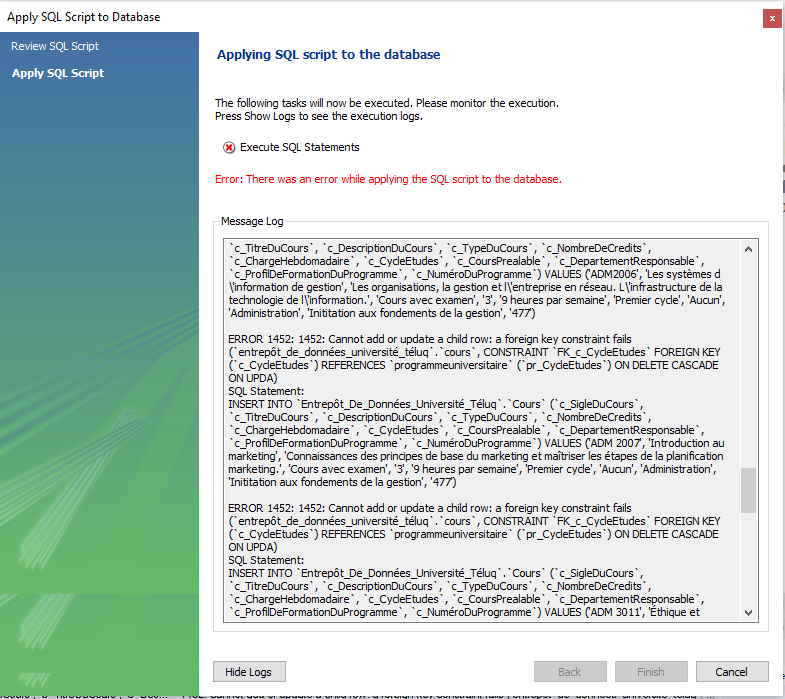 Apply SQL Script to Database
x
Review SQL Script
Apply SQL Script
Applying SQL script to the database
The following tasks will now be executed. Please monitor the execution.
Press Show Logs to see the execution logs.
Execute SQL Statements
Error: There was an error while applying the SQL script to the database.
Message Log
`c_TitreDuCours`, `c_DescriptionDuCours`, `c_TypeDuCours`, `c_NombreDeCredits`,
`c_ChargeHebdomadaire`, `c_CycleEtudes`, `c_CoursPrealable`, `c_DepartementResponsable`,
`c_ProfilDeFormationDuProgramme`, `c_NuméroDuProgramme`) VALUES ('ADM2006', 'Les systèmes d
\'information de gestion', 'Les organisations, la gestion et l\'entreprise en réseau. L\'infrastructure de la
technologie de l\'information.', 'Cours avec examen', '3', '9 heures par semaine', 'Premier cycle', 'Aucun',
'Administration', 'Inititation aux fondements de la gestion', '477')
ERROR 1452: 1452: Cannot add or update a child row: a foreign key constraint fails
(`entrepôt_de_données_université_téluq`.`cours`, CONSTRAINT `FK_c_CycleEtudes` FOREIGN KEY
(`c_CycleEtudes`) REFERENCES `programmeuniversitaire` (`pr_CycleEtudes`) ON DELETE CASCADE
ON UPDA)
SQL Statement:
INSERT INTO `Entrepôt_De_Données_Université_Téluq`.`Cours` (`c_SigleDuCours`,
`c_TitreDuCours`, `c_DescriptionDuCours`, `c_TypeDuCours`, `c_NombreDeCredits`,
`c_ChargeHebdomadaire`, `c_CycleEtudes`, `c_CoursPrealable`, `c_DepartementResponsable`,
`c_ProfilDeFormationDuProgramme`, `c_NuméroDuProgramme`) VALUES ('ADM 2007', 'Introduction au
marketing', 'Connaissances des principes de base du marketing et maîtriser les étapes de la planification
marketing.', 'Cours avec examen', '3', '9 heures par semaine', 'Premier cycle', 'Aucun', 'Administration',
'Inititation aux fondements de la gestion', '477')
ERROR 1452: 1452: Cannot add or update a child row: a foreign key constraint fails
(`entrepôt_de_données_université_téluq`.`cours`, CONSTRAINT `FK_c_CycleEtudes` FOREIGN KEY
(`c_CycleEtudes`) REFERENCES `programmeuniversitaire` (`pr_CycleEtudes`) ON DELETE CASCADE
ON UPDA)
SQL Statement:
INSERT INTO `Entrepôt_De_Données_Université_Téluq`.`Cours` (`c_SigleDuCours`,
`c_TitreDuCours`, `c_DescriptionDuCours`, `c_TypeDuCours`, `c_NombreDeCredits`,
`c_ChargeHebdomadaire`, `c_CycleEtudes`, `c_CoursPrealable`, `c_DepartementResponsable`,
`c_ProfilDeFormationDuProgramme`, `c_NuméroDuProgramme`) VALUES ('ADM 3011', 'Éthique et
Hide Logs
Back
Finish
Cancel